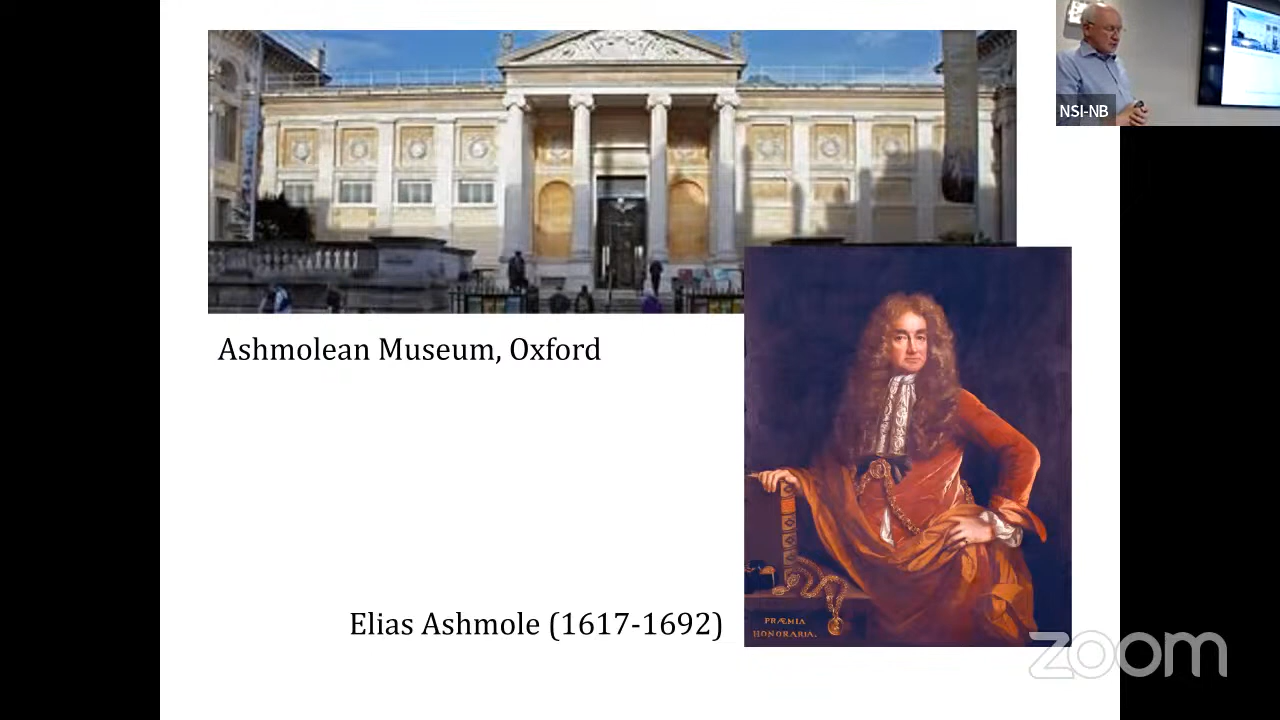 NSI-NB
Ashmolean Museum, Oxford
Elias Ashmole (1617-1692)
PRÆMIA
HONORARIA.
zoom